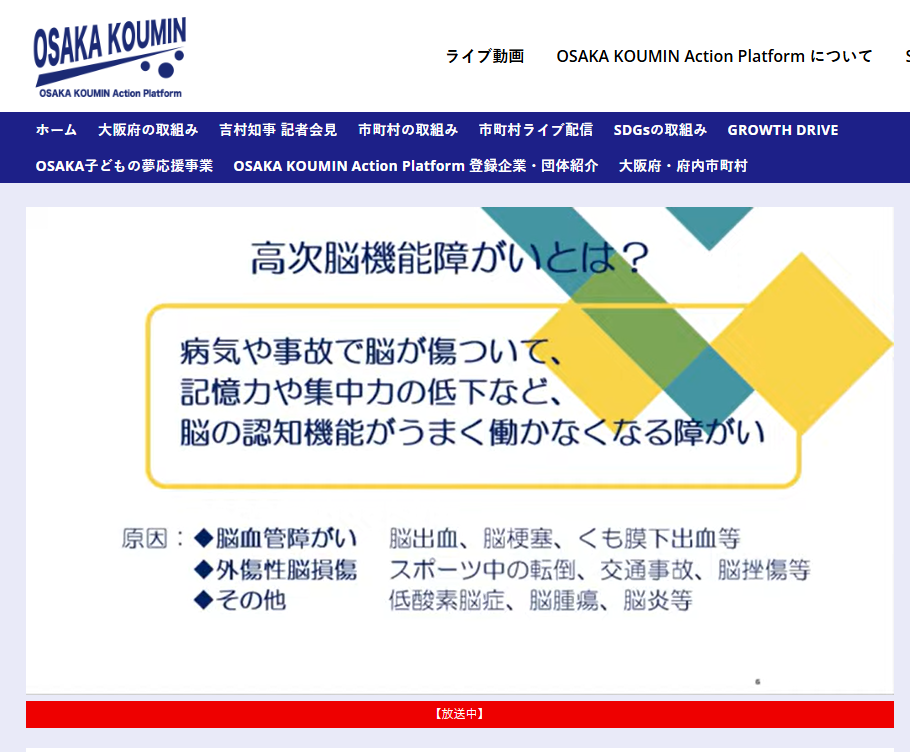 OSAKA KOUMIN
OSAKA KOUMIN Action Platform
ライブ動画 OSAKA KOUMIN Action Platform について S
ホーム 大阪府の取組み 吉村知事 記者会見 市町村の取組み 市町村ライブ配信 SDGsの取組み GROWTH DRIVE
OSAKA子どもの夢応援事業 OSAKA KOUMIN Action Platform 登録企業・団体紹介 大阪府・府内市町村
高次脳機能障がいとは？
病気や事故で脳が傷ついて、
記憶力や集中力の低下など、
脳の認知機能がうまく働かなくなる障がい
原因：◆脳血管障がい 脳出血、脳梗塞、くも膜下出血等
◆外傷性脳損傷 スポーツ中の転倒、交通事故、脳挫傷等
◆その他 低酸素脳症、脳腫瘍、脳炎等
6
【放送中】